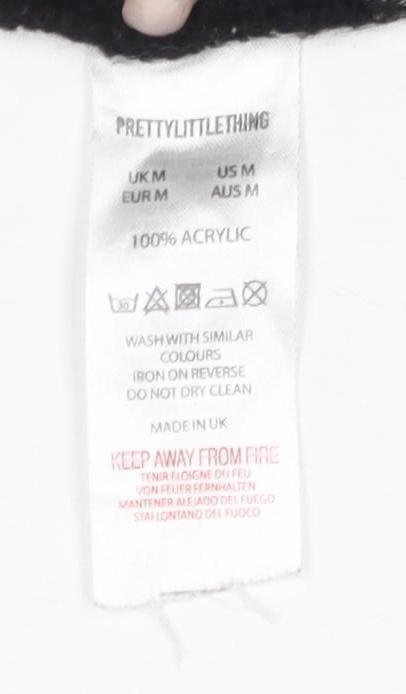 PRETTYLITTLETHING
UK M US M
EUR M AUS M
100% ACRYLIC
30
WASH WITH SIMILAR
COLOURS
IRON ON REVERSE
DO NOT DRY CLEAN
MADE IN UK
KEEP AWAY FROM FIRE
TENIR ELOIGNE DU FEU
VON FEUER FERNHALTEN
MANTENER ALEJADO DEL FUEGO
STAI LONTANO DEL FUOCO